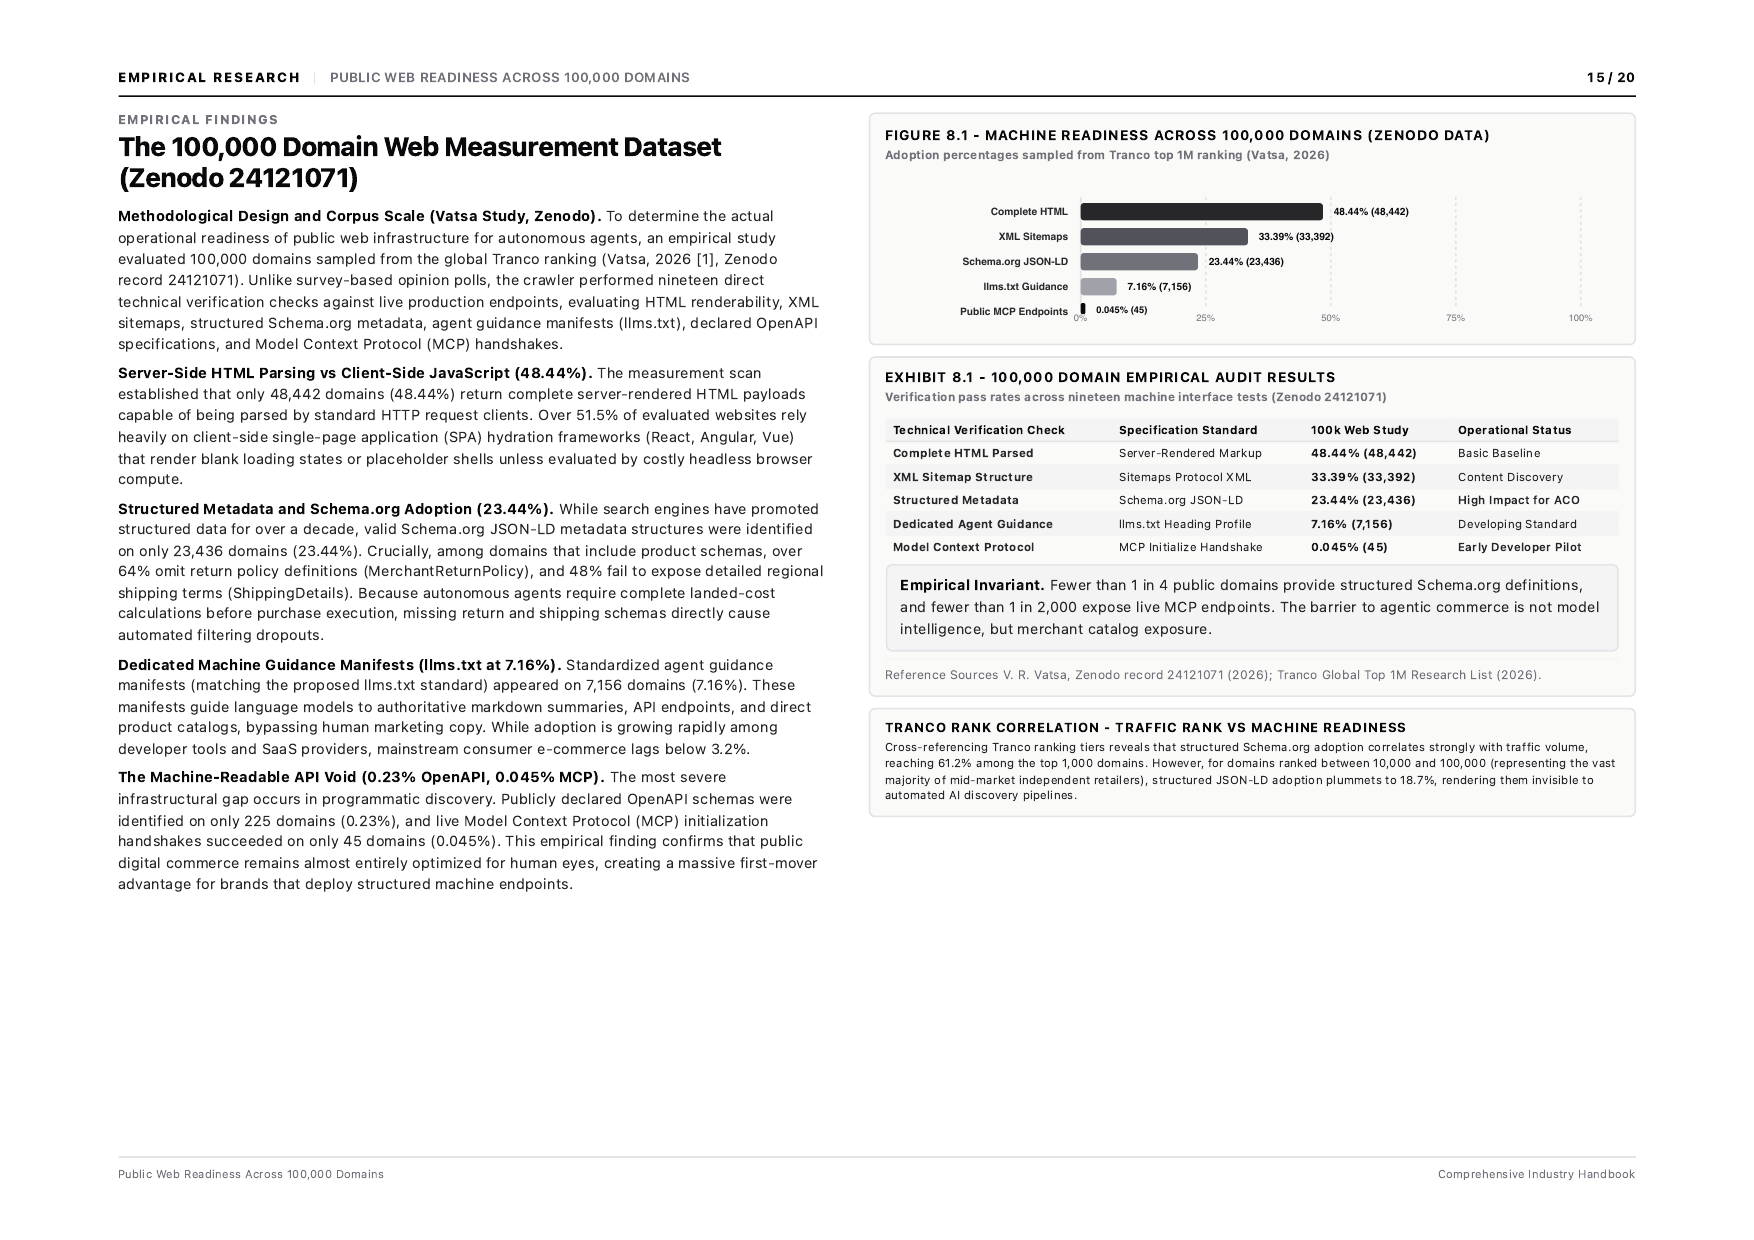 EMPIRICAL RESEARCH | PUBLIC WEB READINESS ACROSS 100,000 DOMAINS
15 / 20
EMPIRICAL FINDINGS
The 100,000 Domain Web Measurement Dataset
(Zenodo 24121071)
Methodological Design and Corpus Scale (Vatsa Study, Zenodo). To determine the actual
operational readiness of public web infrastructure for autonomous agents, an empirical study
evaluated 100,000 domains sampled from the global Tranco ranking (Vatsa, 2026 [1], Zenodo
record 24121071). Unlike survey-based opinion polls, the crawler performed nineteen direct
technical verification checks against live production endpoints, evaluating HTML renderability, XML
sitemaps, structured Schema.org metadata, agent guidance manifests (llms.txt), declared OpenAPI
specifications, and Model Context Protocol (MCP) handshakes.
Server-Side HTML Parsing vs Client-Side JavaScript (48.44%). The measurement scan
established that only 48,442 domains (48.44%) return complete server-rendered HTML payloads
capable of being parsed by standard HTTP request clients. Over 51.5% of evaluated websites rely
heavily on client-side single-page application (SPA) hydration frameworks (React, Angular, Vue)
that render blank loading states or placeholder shells unless evaluated by costly headless browser
compute.
Structured Metadata and Schema.org Adoption (23.44%). While search engines have promoted
structured data for over a decade, valid Schema.org JSON-LD metadata structures were identified
on only 23,436 domains (23.44%). Crucially, among domains that include product schemas, over
64% omit return policy definitions (MerchantReturnPolicy), and 48% fail to expose detailed regional
shipping terms (ShippingDetails). Because autonomous agents require complete landed-cost
calculations before purchase execution, missing return and shipping schemas directly cause
automated filtering dropouts.
Dedicated Machine Guidance Manifests (llms.txt at 7.16%). Standardized agent guidance
manifests (matching the proposed llms.txt standard) appeared on 7,156 domains (7.16%). These
manifests guide language models to authoritative markdown summaries, API endpoints, and direct
product catalogs, bypassing human marketing copy. While adoption is growing rapidly among
developer tools and SaaS providers, mainstream consumer e-commerce lags below 3.2%.
The Machine-Readable API Void (0.23% OpenAPI, 0.045% MCP). The most severe
infrastructural gap occurs in programmatic discovery. Publicly declared OpenAPI schemas were
identified on only 225 domains (0.23%), and live Model Context Protocol (MCP) initialization
handshakes succeeded on only 45 domains (0.045%). This empirical finding confirms that public
digital commerce remains almost entirely optimized for human eyes, creating a massive first-mover
advantage for brands that deploy structured machine endpoints.
FIGURE 8.1 - MACHINE READINESS ACROSS 100,000 DOMAINS (ZENODO DATA)
Adoption percentages sampled from Tranco top 1M ranking (Vatsa, 2026)
Complete HTML 48.44% (48,442)
XML Sitemaps 33.39% (33,392)
Schema.org JSON-LD 23.44% (23,436)
llms.txt Guidance 7.16% (7,156)
Public MCP Endpoints 0.045% (45)
0% 25% 50% 75% 100%
EXHIBIT 8.1 - 100,000 DOMAIN EMPIRICAL AUDIT RESULTS
Verification pass rates across nineteen machine interface tests (Zenodo 24121071)
Technical Verification Check Specification Standard 100k Web Study Operational Status
Complete HTML Parsed Server-Rendered Markup 48.44% (48,442) Basic Baseline
XML Sitemap Structure Sitemaps Protocol XML 33.39% (33,392) Content Discovery
Structured Metadata Schema.org JSON-LD 23.44% (23,436) High Impact for ACO
Dedicated Agent Guidance llms.txt Heading Profile 7.16% (7,156) Developing Standard
Model Context Protocol MCP Initialize Handshake 0.045% (45) Early Developer Pilot
Empirical Invariant. Fewer than 1 in 4 public domains provide structured Schema.org definitions,
and fewer than 1 in 2,000 expose live MCP endpoints. The barrier to agentic commerce is not model
intelligence, but merchant catalog exposure.
Reference Sources V. R. Vatsa, Zenodo record 24121071 (2026); Tranco Global Top 1M Research List (2026).
TRANCO RANK CORRELATION - TRAFFIC RANK VS MACHINE READINESS
Cross-referencing Tranco ranking tiers reveals that structured Schema.org adoption correlates strongly with traffic volume,
reaching 61.2% among the top 1,000 domains. However, for domains ranked between 10,000 and 100,000 (representing the vast
majority of mid-market independent retailers), structured JSON-LD adoption plummets to 18.7%, rendering them invisible to
automated AI discovery pipelines.
Public Web Readiness Across 100,000 Domains
Comprehensive Industry Handbook